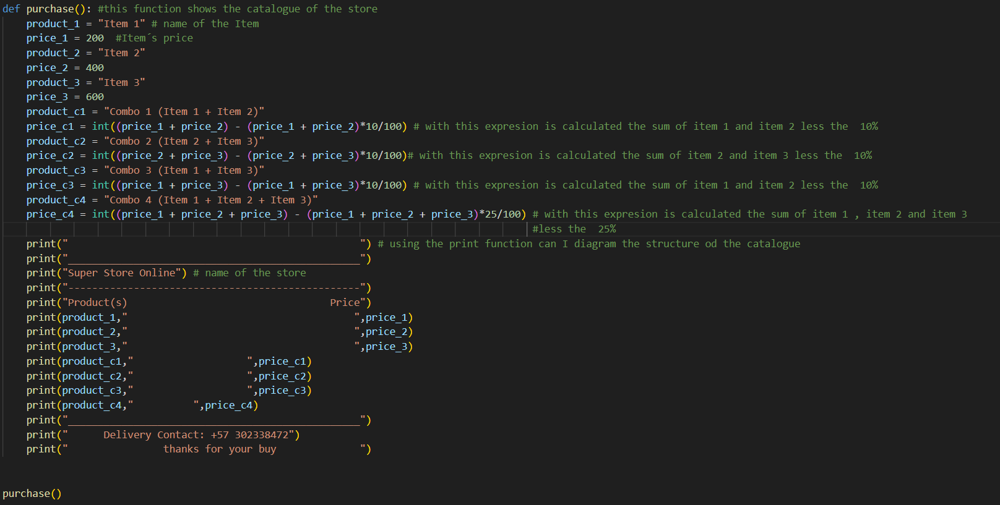 def purchase(): #this function shows the catalogue of the store
    product_1 = "Item 1" # name of the Item
    price_1 = 200  #Item´s price
    product_2 = "Item 2"
    price_2 = 400
    product_3 = "Item 3"
    price_3 = 600
    product_c1 = "Combo 1 (Item 1 + Item 2)"
    price_c1 = int((price_1 + price_2) - (price_1 + price_2)*10/100) # with this expresion is calculated the sum of item 1 and item 2 less the  10%
    product_c2 = "Combo 2 (Item 2 + Item 3)"
    price_c2 = int((price_2 + price_3) - (price_2 + price_3)*10/100)# with this expresion is calculated the sum of item 2 and item 3 less the  10%
    product_c3 = "Combo 3 (Item 1 + Item 3)"
    price_c3 = int((price_1 + price_3) - (price_1 + price_3)*10/100) # with this expresion is calculated the sum of item 1 and item 2 less the  10%
    product_c4 = "Combo 4 (Item 1 + Item 2 + Item 3)"
    price_c4 = int((price_1 + price_2 + price_3) - (price_1 + price_2 + price_3)*25/100) # with this expresion is calculated the sum of item 1 , item 2 and item 3
                                                                                         #less the  25%
    print("                                                 ") # using the print function can I diagram the structure od the catalogue
    print("_________________________________________________")
    print("Super Store Online") # name of the store
    print("-------------------------------------------------")
    print("Product(s)                                  Price")
    print(product_1,"                                      ",price_1)
    print(product_2,"                                      ",price_2)
    print(product_3,"                                      ",price_3)
    print(product_c1,"                   ",price_c1)
    print(product_c2,"                   ",price_c2)
    print(product_c3,"                   ",price_c3)
    print(product_c4,"          ",price_c4)
    print("_________________________________________________")
    print("      Delivery Contact: +57 302338472")
    print("                thanks for your buy              ")
purchase()